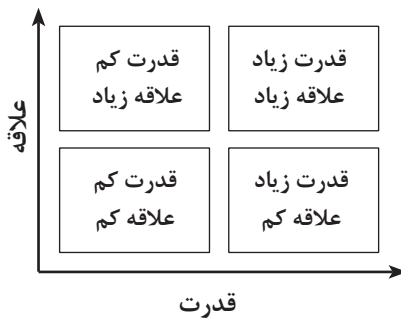 علاقه
قدرت زیاد
علاقه زیاد
قدرت کم
علاقه زیاد
قدرت زیاد
علاقه کم
قدرت کم
علاقه کم
قدرت